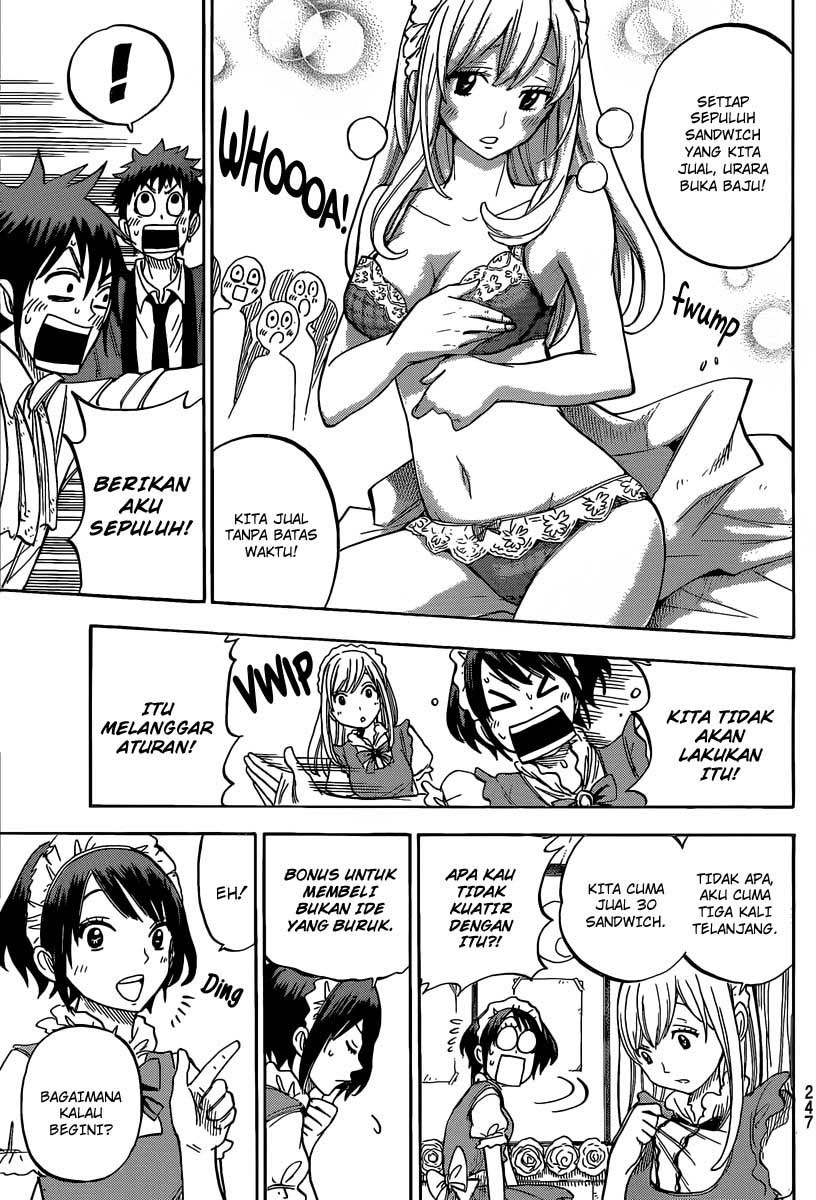 SETIAP
SEPULUH
SANDWICH
YANG KITA
JUAL, URARA
BUKA BAJU!
WHOOOA!
fwump
KITA JUAL
TANPA BATAS
WAKTU!
!
BERIKAN
AKU
SEPULUH!
KITA TIDAK
AKAN
LAKUKAN
ITU!
VWIP
ITU
MELANGGAR
ATURAN!
TIDAK APA,
AKU CUMA
TIGA KALI
TELANJANG.
KITA CUMA
JUAL 30
SANDWICH.
APA KAU
TIDAK
KUATIR
DENGAN
ITU?!
BONUS UNTUK
MEMBELI
BUKAN IDE
YANG BURUK.
EH!
Ding
BAGAIMANA
KALAU
BEGINI?
247